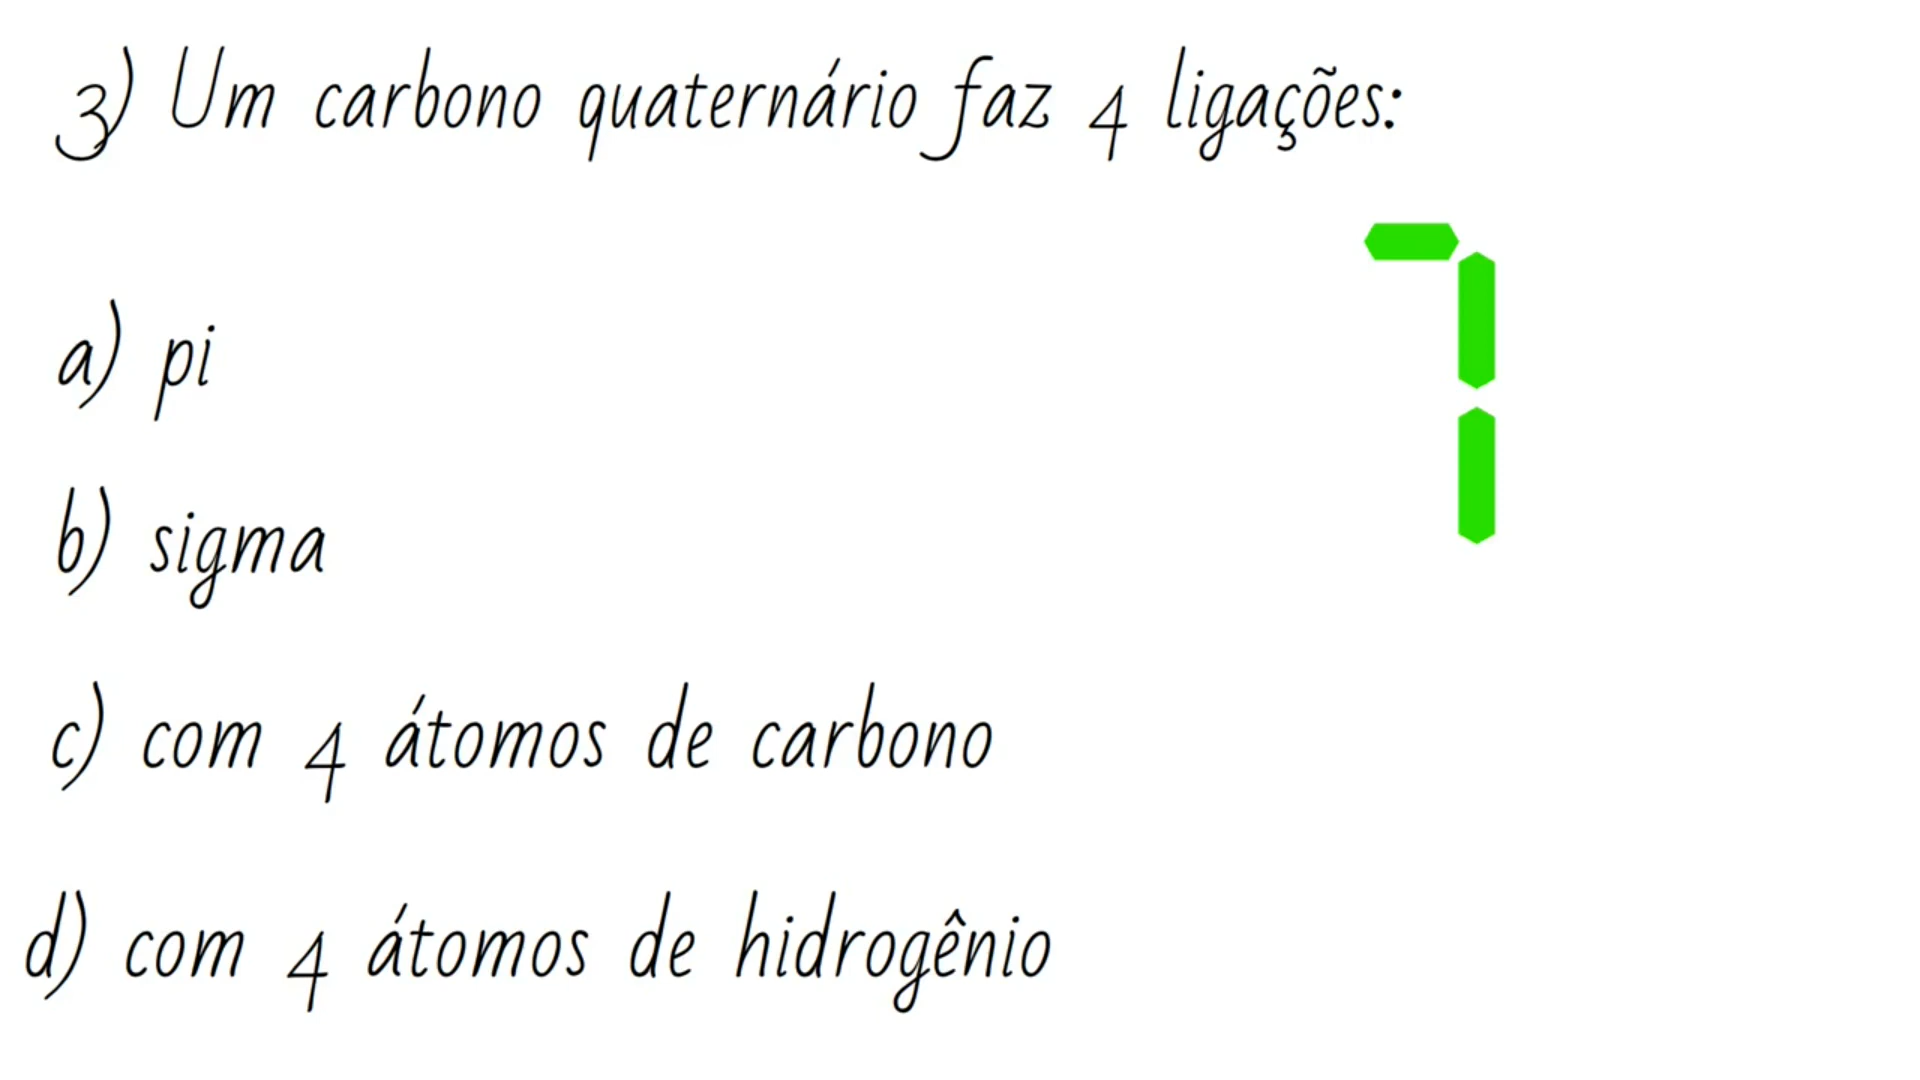 3) Um carbono quaternário faz 4 ligações:
7
a) pi
b) sigma
c) com 4 átomos de carbono
d) com 4 átomos de hidrogênio